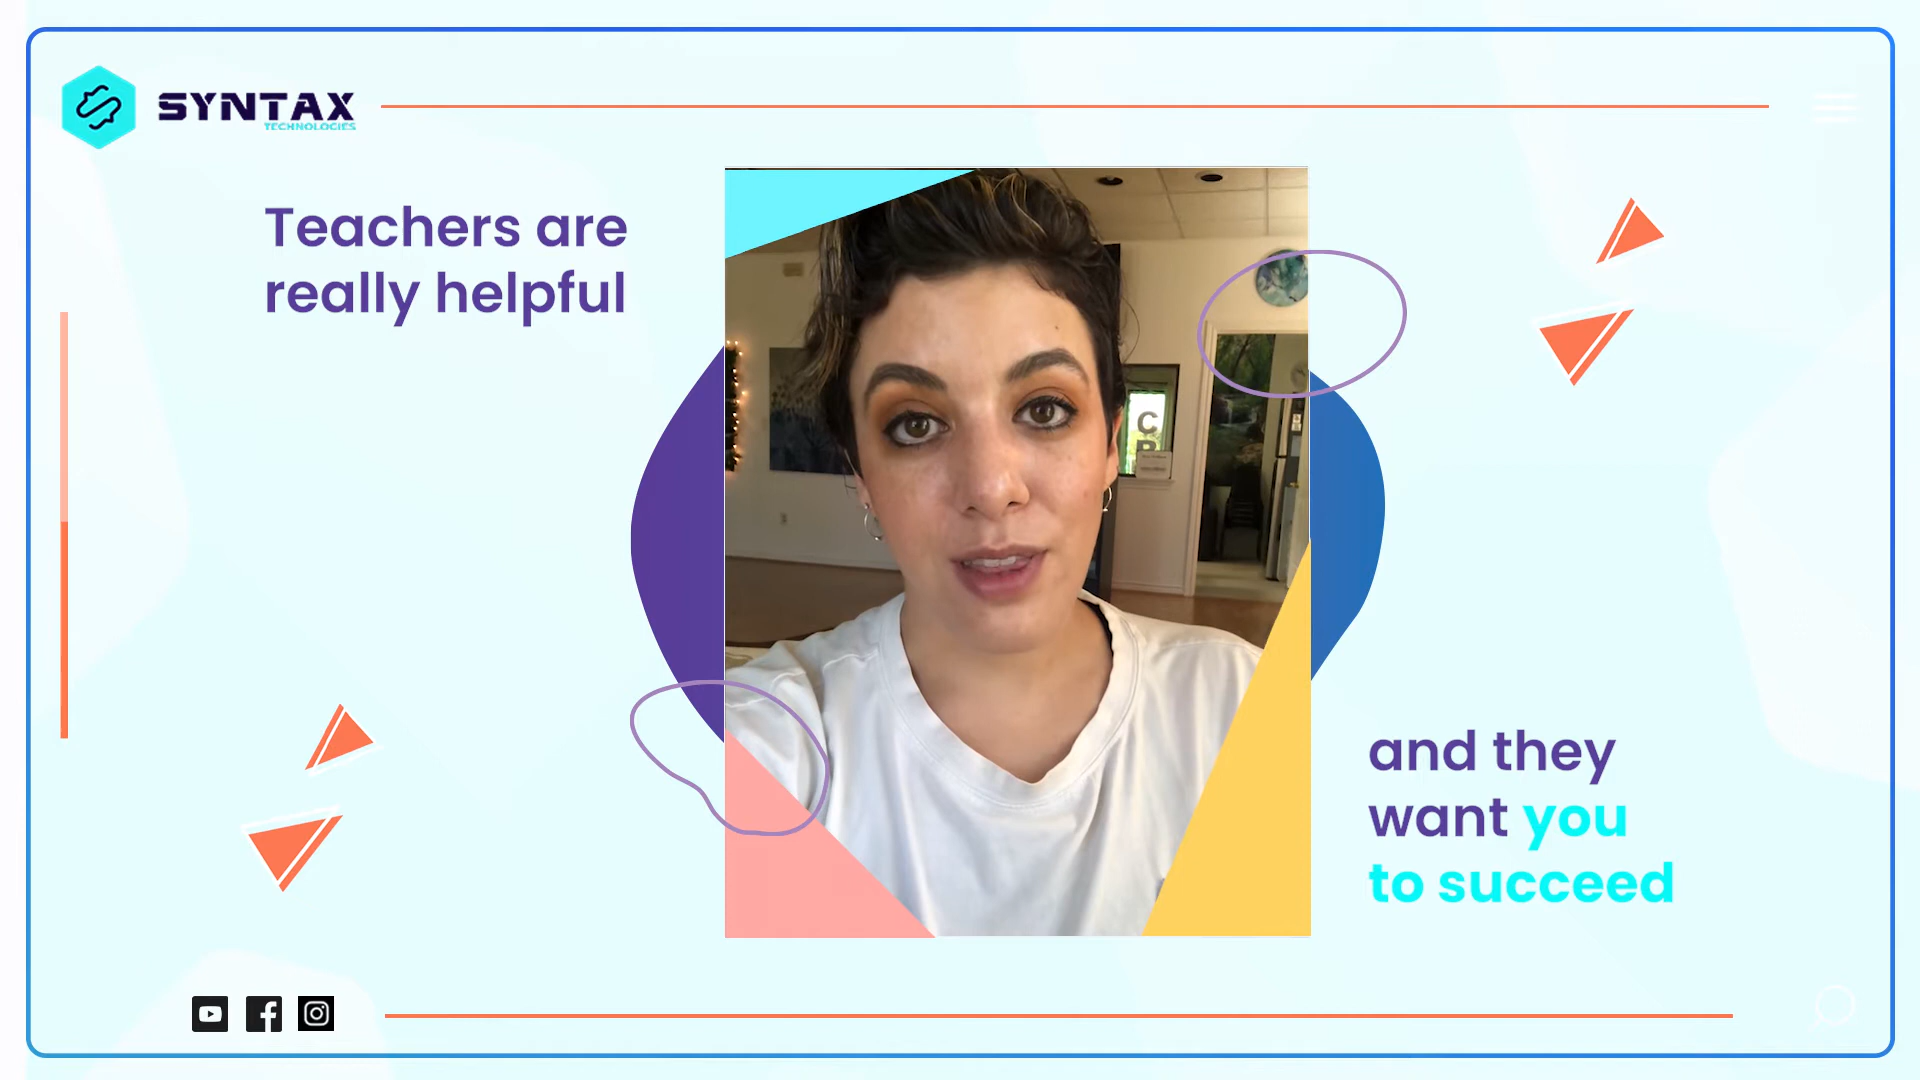 SYNTAX
TECHNOLOGIES
Teachers are
really helpful
C
and they
want you
to succeed